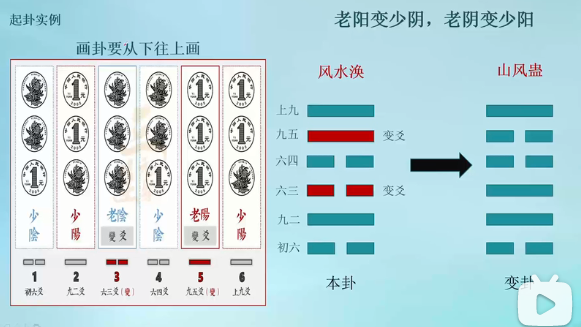 起卦实例
老阳变少阴，老阴变少阳
画卦要从下往上画
少陰
少陽
老陰
變爻
少陰
老陽
變爻
少陽
1
2
3
4
5
6
初六爻
九二爻
六三爻(變)
六四爻
九五爻(變)
上九爻
风水涣
山风蛊
上九
九五
变爻
六四
六三
变爻
九二
初六
本卦
变卦